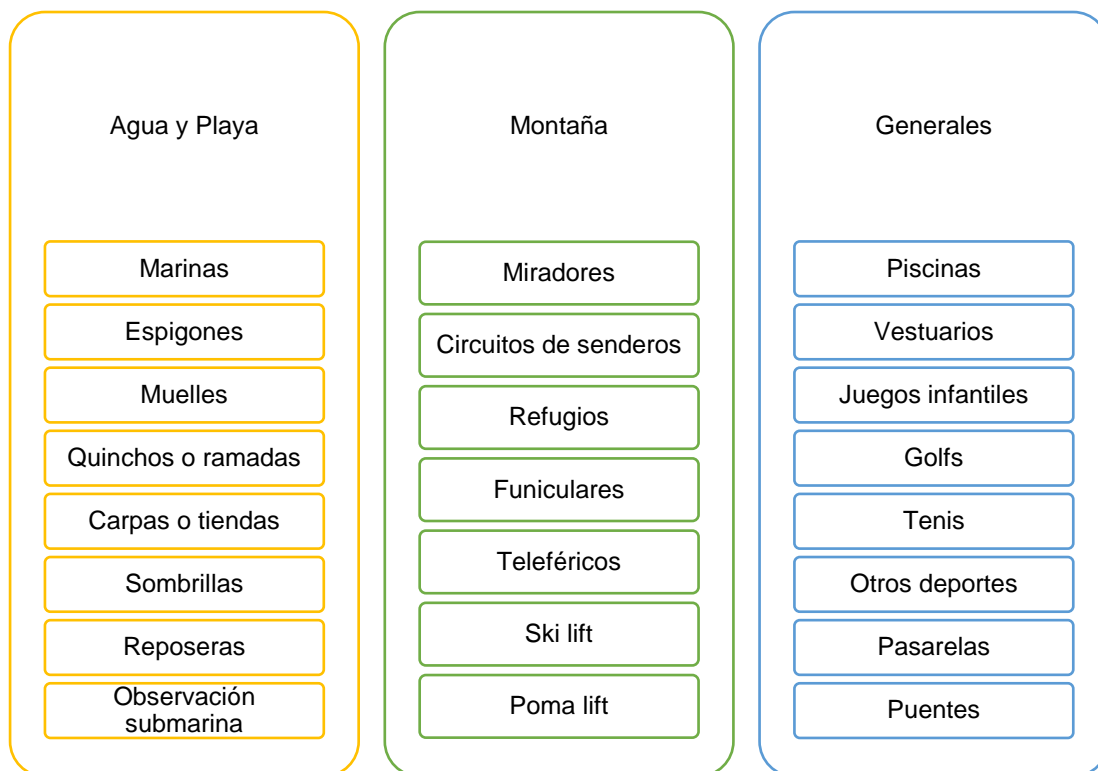 Agua y Playa
Marinas
Espigones
Muelles
Quinchos o ramadas
Carpas o tiendas
Sombrillas
Reposeras
Observación
submarina
Montaña
Miradores
Circuitos de senderos
Refugios
Funiculares
Teleféricos
Ski lift
Poma lift
Generales
Piscinas
Vestuarios
Juegos infantiles
Golfs
Tenis
Otros deportes
Pasarelas
Puentes